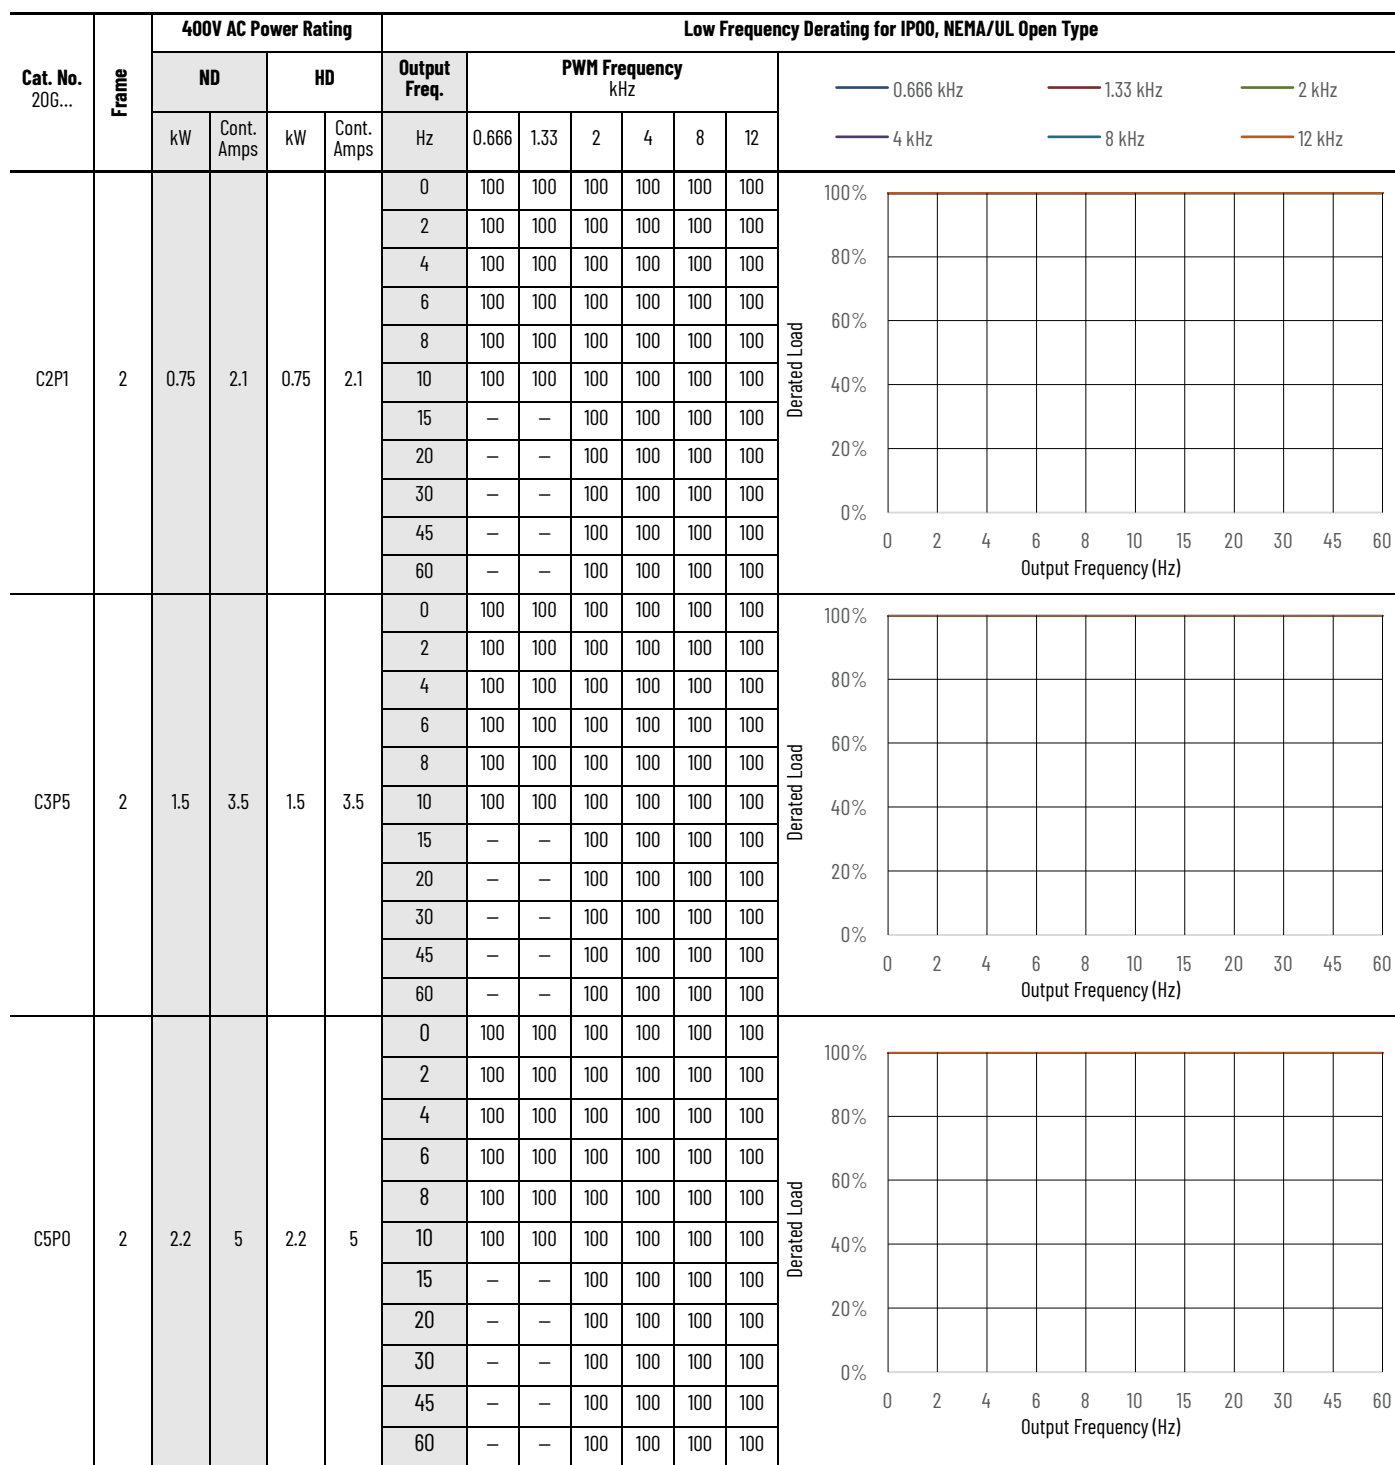 400V AC Power Rating Low Frequency Derating for IP00, NEMA/UL Open Type
Cat. No. 20G... Frame ND HD Output Freq. PWM Frequency kHz
kW Cont. Amps kW Cont. Amps Hz 0.666 1.33 2 4 8 12
0.666 kHz 1.33 kHz 2 kHz
4 kHz 8 kHz 12 kHz
C2P1 2 0.75 2.1 0.75 2.1
0 100 100 100 100 100 100
2 100 100 100 100 100 100
4 100 100 100 100 100 100
6 100 100 100 100 100 100
8 100 100 100 100 100 100
10 100 100 100 100 100 100
15 – – 100 100 100 100
20 – – 100 100 100 100
30 – – 100 100 100 100
45 – – 100 100 100 100
60 – – 100 100 100 100
Derated Load
100%
80%
60%
40%
20%
0%
0 2 4 6 8 10 15 20 30 45 60
Output Frequency (Hz)
C3P5 2 1.5 3.5 1.5 3.5
0 100 100 100 100 100 100
2 100 100 100 100 100 100
4 100 100 100 100 100 100
6 100 100 100 100 100 100
8 100 100 100 100 100 100
10 100 100 100 100 100 100
15 – – 100 100 100 100
20 – – 100 100 100 100
30 – – 100 100 100 100
45 – – 100 100 100 100
60 – – 100 100 100 100
Derated Load
100%
80%
60%
40%
20%
0%
0 2 4 6 8 10 15 20 30 45 60
Output Frequency (Hz)
C5P0 2 2.2 5 2.2 5
0 100 100 100 100 100 100
2 100 100 100 100 100 100
4 100 100 100 100 100 100
6 100 100 100 100 100 100
8 100 100 100 100 100 100
10 100 100 100 100 100 100
15 – – 100 100 100 100
20 – – 100 100 100 100
30 – – 100 100 100 100
45 – – 100 100 100 100
60 – – 100 100 100 100
Derated Load
100%
80%
60%
40%
20%
0%
0 2 4 6 8 10 15 20 30 45 60
Output Frequency (Hz)